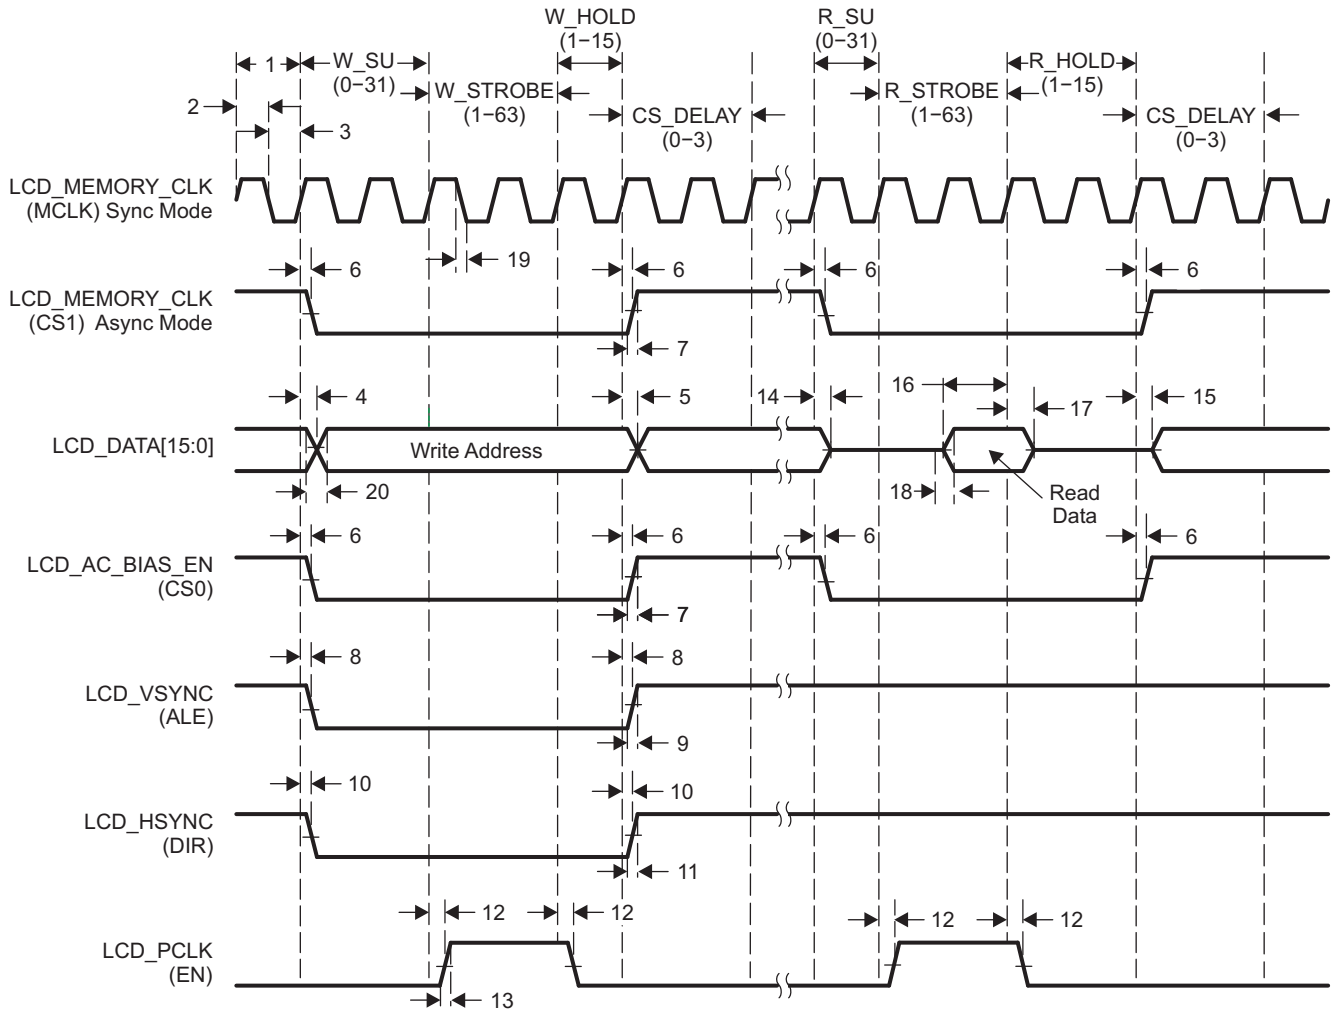 W_HOLD
(1−15)
R_SU
(0−31)
1
W_SU
(0−31)
R_HOLD
(1−15)
W_STROBE
(1−63)
R_STROBE
(1−63)
2
CS_DELAY
(0−3)
CS_DELAY
(0−3)
3
LCD_MEMORY_CLK
(MCLK) Sync Mode
19
6
6
6
6
LCD_MEMORY_CLK
(CS1) Async Mode
7
4
5
14
16
17
15
LCD_DATA[15:0]
Write Address
20
18
Read
Data
6
6
6
6
LCD_AC_BIAS_EN
(CS0)
7
8
8
LCD_VSYNC
(ALE)
9
10
10
LCD_HSYNC
(DIR)
11
12
12
12
12
LCD_PCLK
(EN)
13